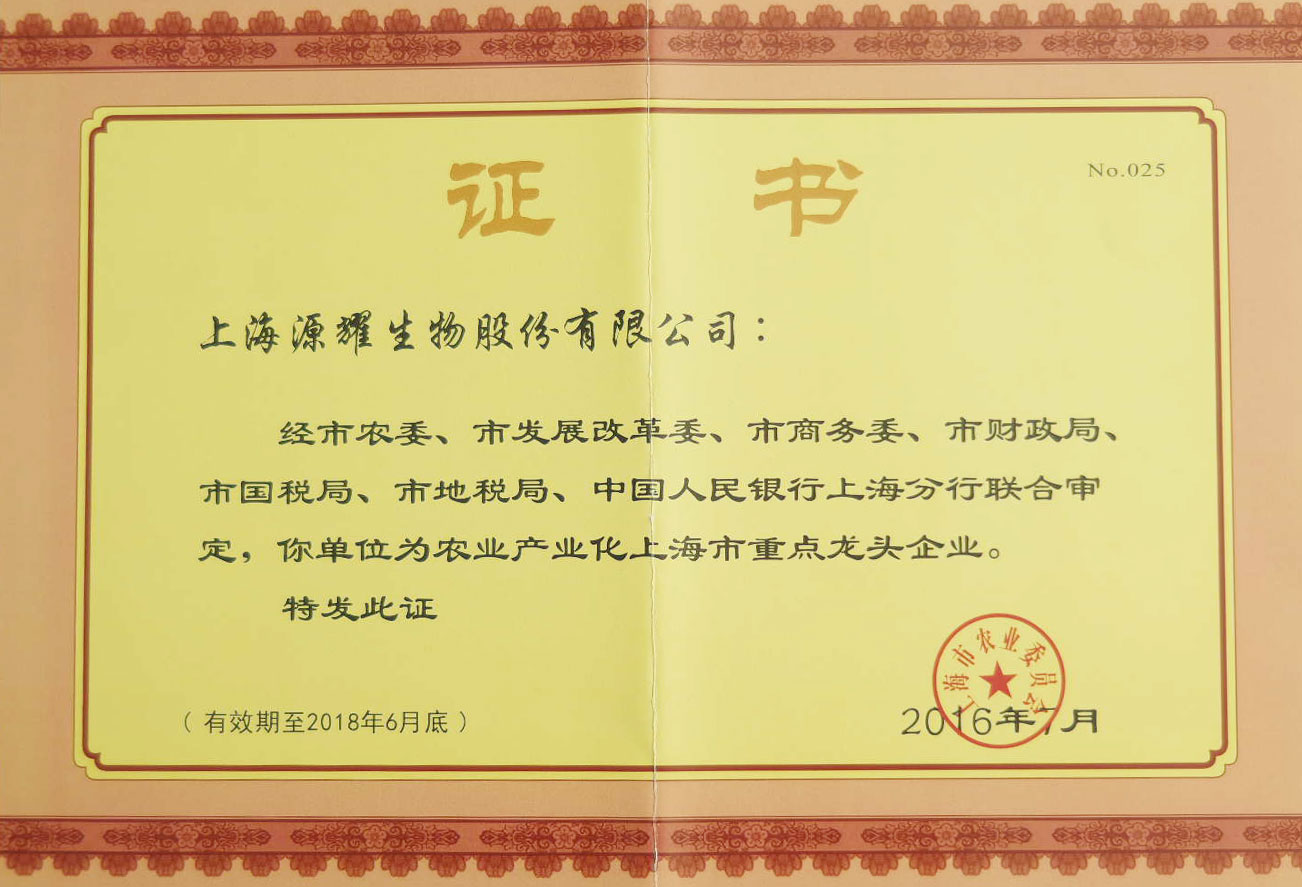 证 书
No.025
上海源耀生物股份有限公司：
经市农委、市发展改革委、市商务委、市财政局、
市国税局、市地税局、中国人民银行上海分行联合审
定，你单位为农业产业化上海市重点龙头企业。
特发此证
上海市农业委员会
（有效期至2018年6月底）
2016年7月